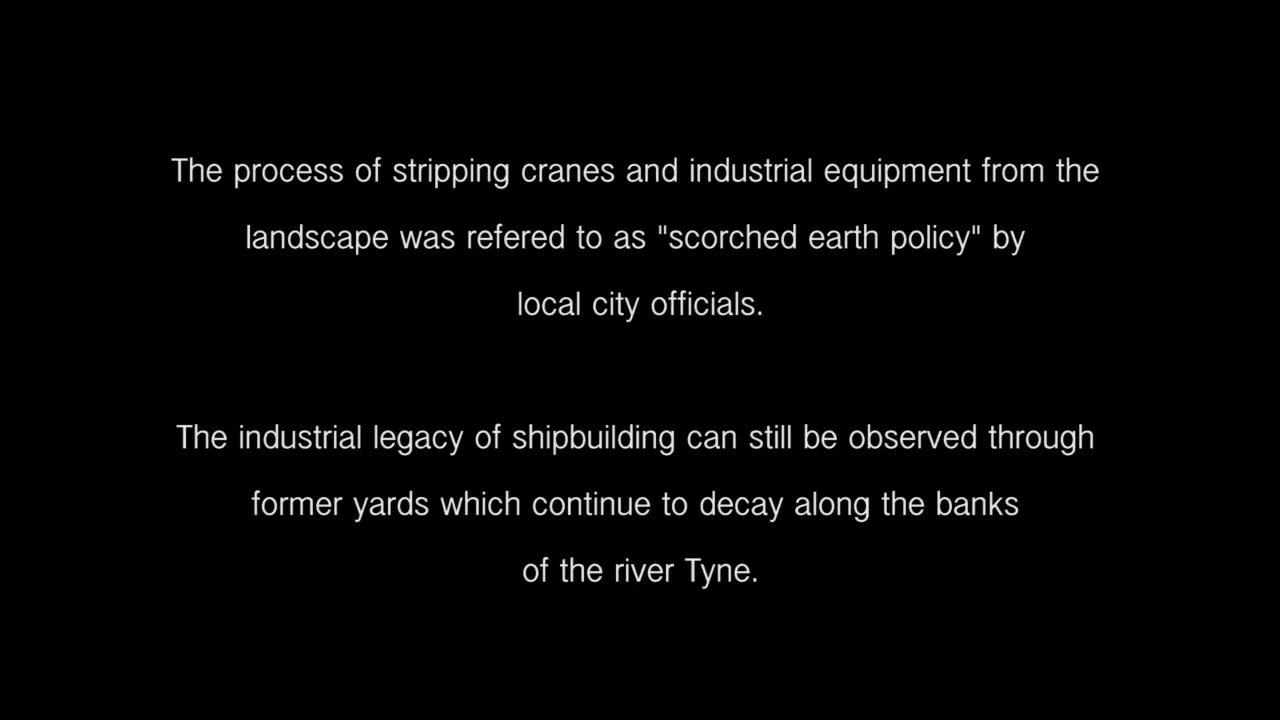 The process of stripping cranes and industrial equipment from the
landscape was refered to as "scorched earth policy" by
local city officials.
The industrial legacy of shipbuilding can still be observed through
former yards which continue to decay along the banks
of the river Tyne.